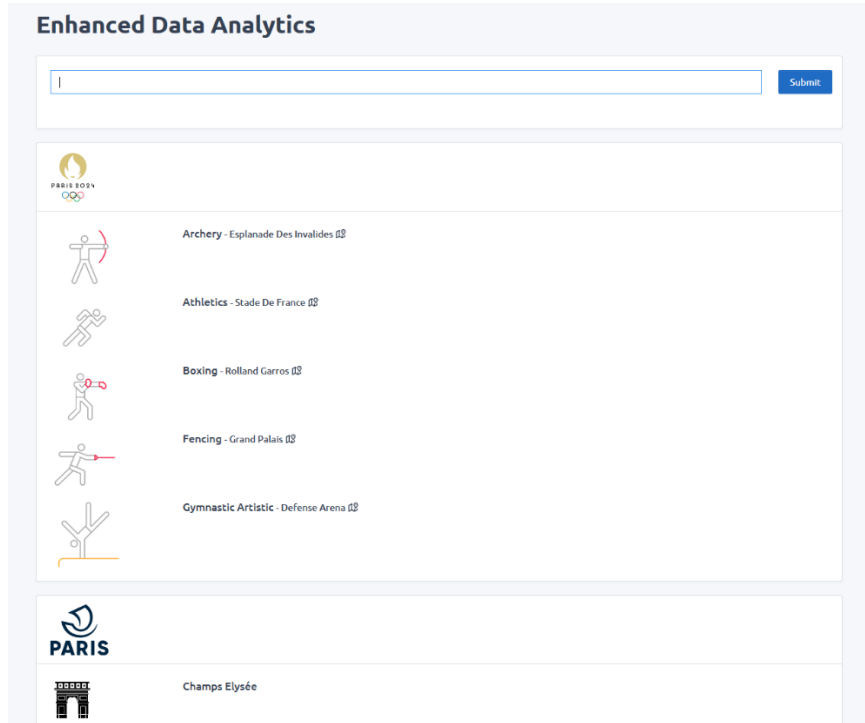 Enhanced Data Analytics
Submit
PARIS 2024
Archery - Esplanade Des Invalides
Athletics - Stade De France
Boxing - Rolland Garros
Fencing - Grand Palais
Gymnastic Artistic - Defense Arena
PARIS
Champs Elysée